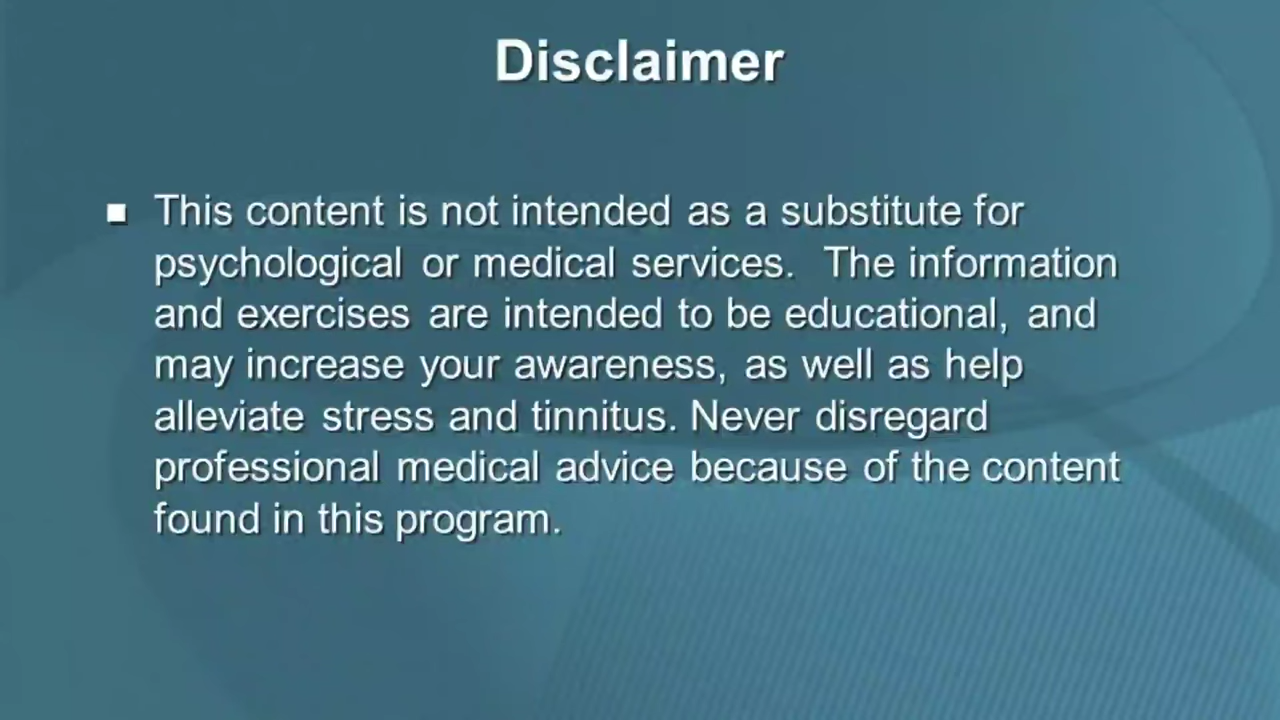 Disclaimer
This content is not intended as a substitute for
psychological or medical services. The information
and exercises are intended to be educational, and
may increase your awareness, as well as help
alleviate stress and tinnitus. Never disregard
professional medical advice because of the content
found in this program.